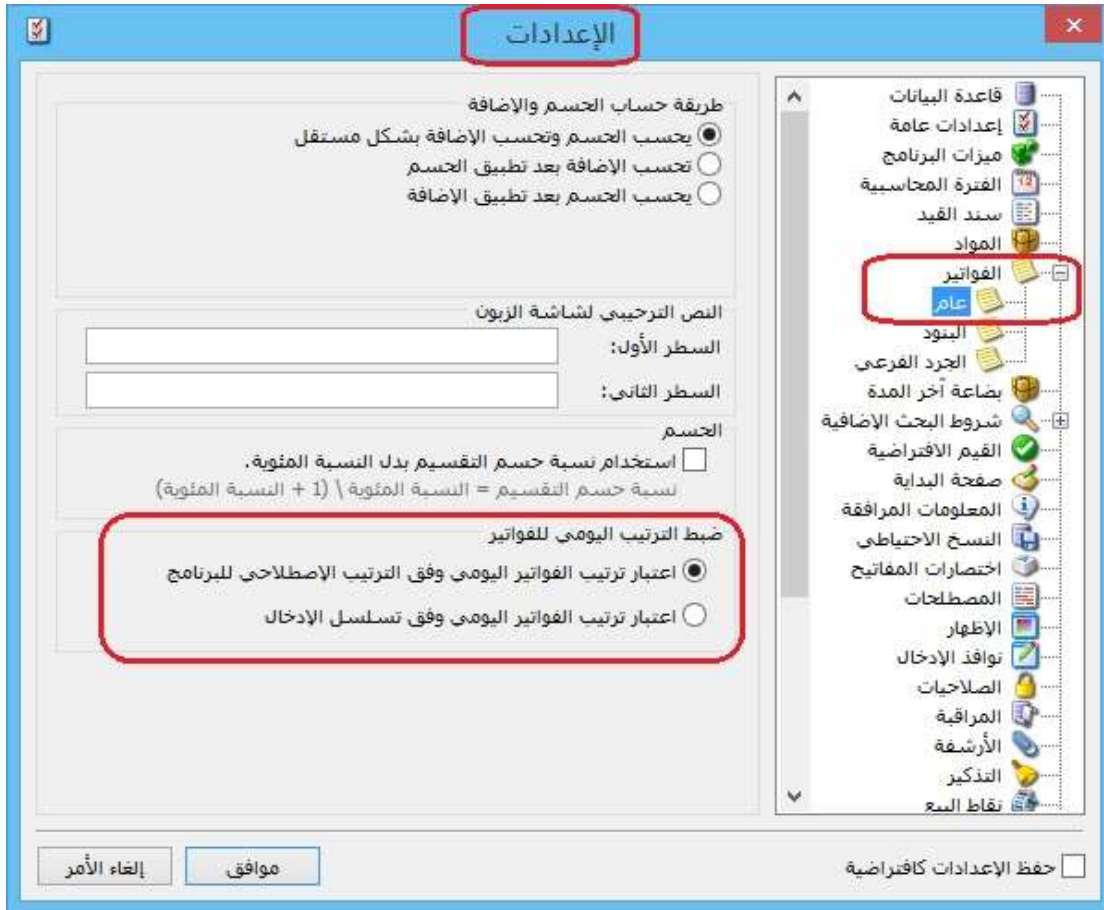 الإعدادات
قاعدة البيانات
إعدادات عامة
ميزات البرنامج
الفترة المحاسبية
12
سند القيد
المواد
الفواتير
عام
البنود
الجرد الفرعي
بضاعة آخر المدة
شروط البحث الإضافية
القيم الافتراضية
صفحة البداية
المعلومات المرافقة
النسخ الاحتياطي
اختصارات المفاتيح
المصطلحات
الإظهار
نوافذ الإدخال
الصلاحيات
المراقبة
الأرشفة
التذكير
نقاط البيع
طريقة حساب الحسم والإضافة
يحسب الحسم وتحسب الإضافة بشكل مستقل
تحسب الإضافة بعد تطبيق الحسم
يحسب الحسم بعد تطبيق الإضافة
النص الترحيبي لشاشة الزبون
السطر الأول:
السطر الثاني:
الحسم
استخدام نسبة حسم التقسيم بدل النسبة المئوية.
نسبة حسم التقسيم = النسبة المئوية \ (1 + النسبة المئوية)
ضبط الترتيب اليومي للفواتير
اعتبار ترتيب الفواتير اليومي وفق الترتيب الإصطلاحي للبرنامج
اعتبار ترتيب الفواتير اليومي وفق تسلسل الإدخال
حفظ الإعدادات كافتراضية
موافق
إلغاء الأمر